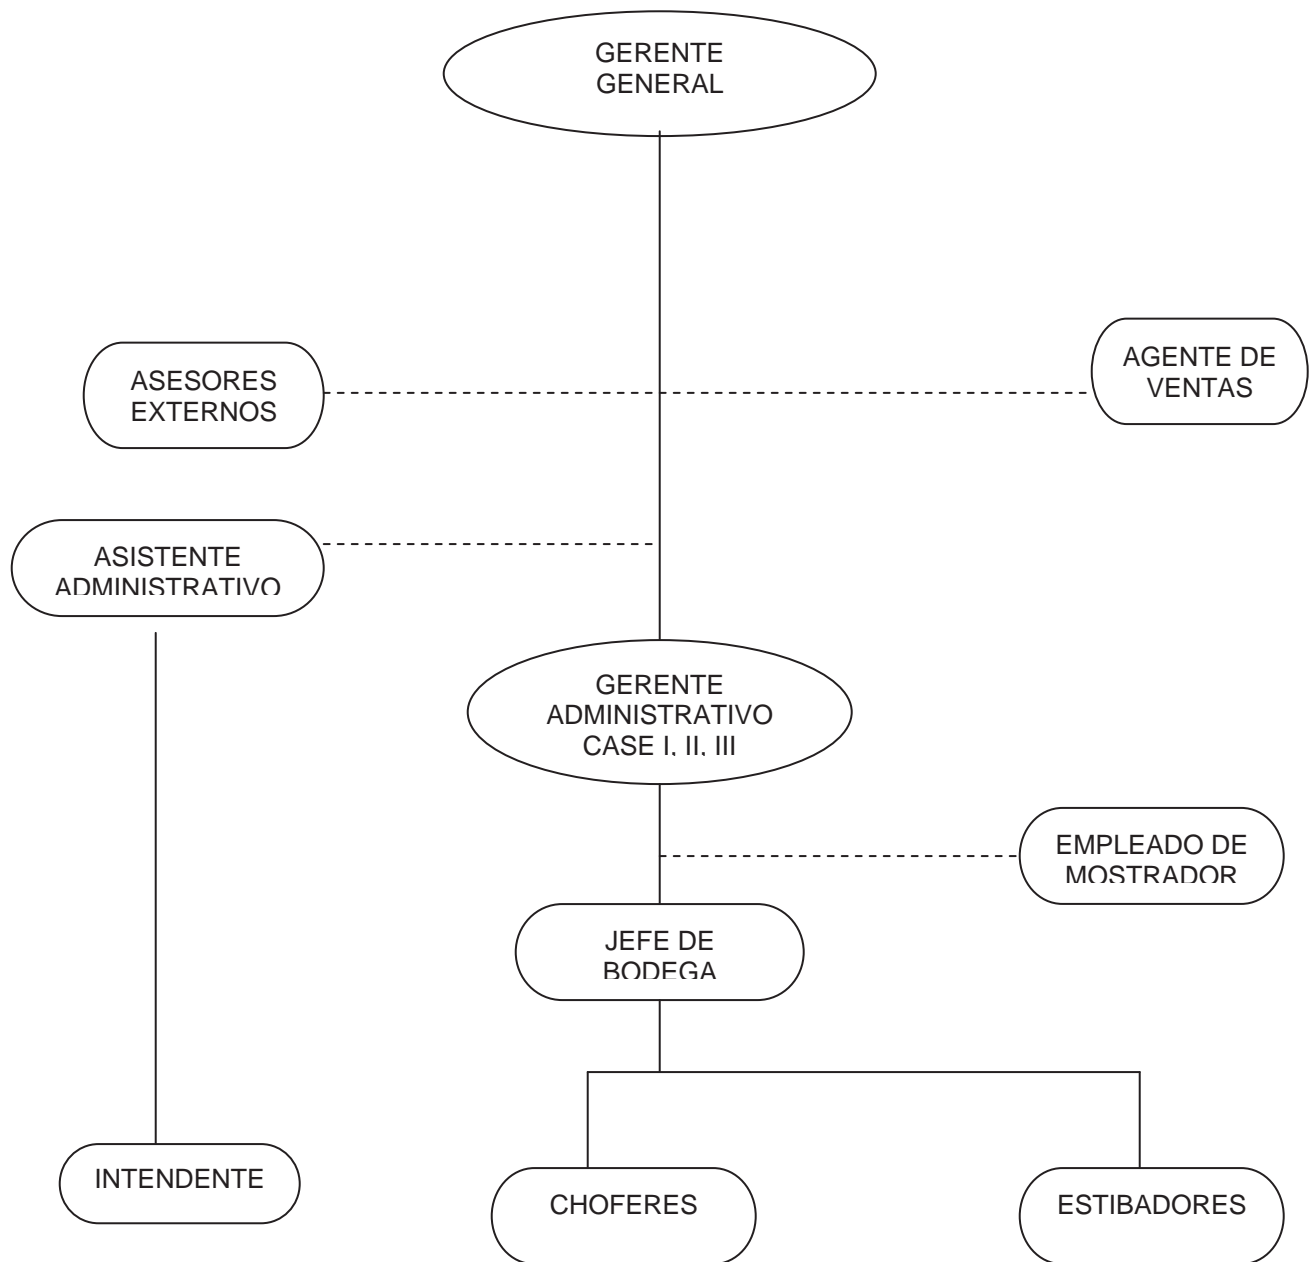 GERENTE
GENERAL
ASESORES
EXTERNOS
AGENTE DE
VENTAS
ASISTENTE
ADMINISTRATIVO
GERENTE
ADMINISTRATIVO
CASE I, II, III
EMPLEADO DE
MOSTRADOR
JEFE DE
BODEGA
INTENDENTE
CHOFERES
ESTIBADORES